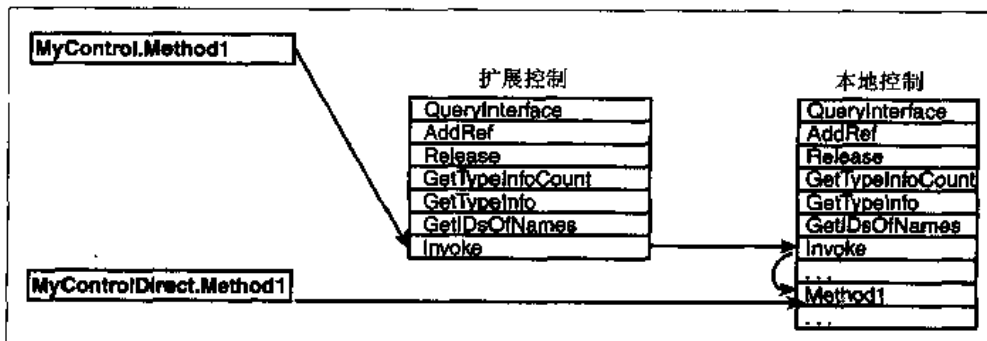 MyControl.Method1
扩展控制
QueryInterface
AddRef
Release
GetTypeInfoCount
GetTypeInfo
GetIDsOfNames
Invoke
本地控制
QueryInterface
AddRef
Release
GetTypeInfoCount
GetTypeInfo
GetIDsOfNames
Invoke
...
Method1
...
MyControlDirect.Method1